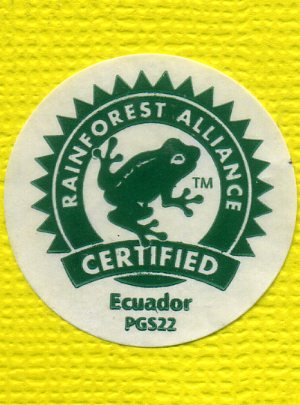 RAINFOREST ALLIANCE
TM
CERTIFIED
Ecuador
PGS22